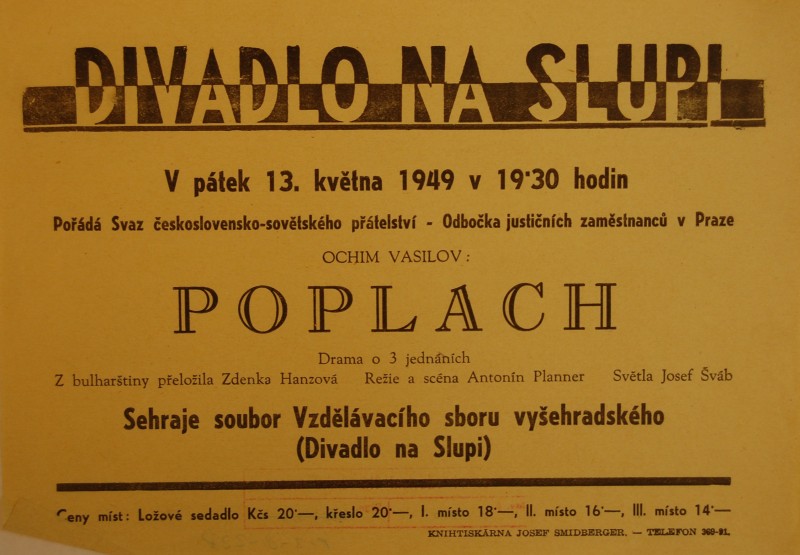 DIVADLO NA SLUPI
V pátek 13. května 1949 v 19·30 hodin
Pořádá Svaz československo-sovětského přátelství - Odbočka justičních zaměstnanců v Praze
OCHIM VASILOV:
POPLACH
Drama o 3 jednáních
Z bulharštiny přeložila Zdenka Hanzová Režie a scéna Antonín Planner Světla Josef Šváb
Sehraje soubor Vzdělávacího sboru vyšehradského
(Divadlo na Slupi)
Ceny míst: Ložové sedadlo Kčs 20·—, křeslo 20·—, I. místo 18·—, II. místo 16·—, III. místo 14·—
KNIHTISKÁRNA JOSEF SMIDBERGER. — TELEFON 369-91.